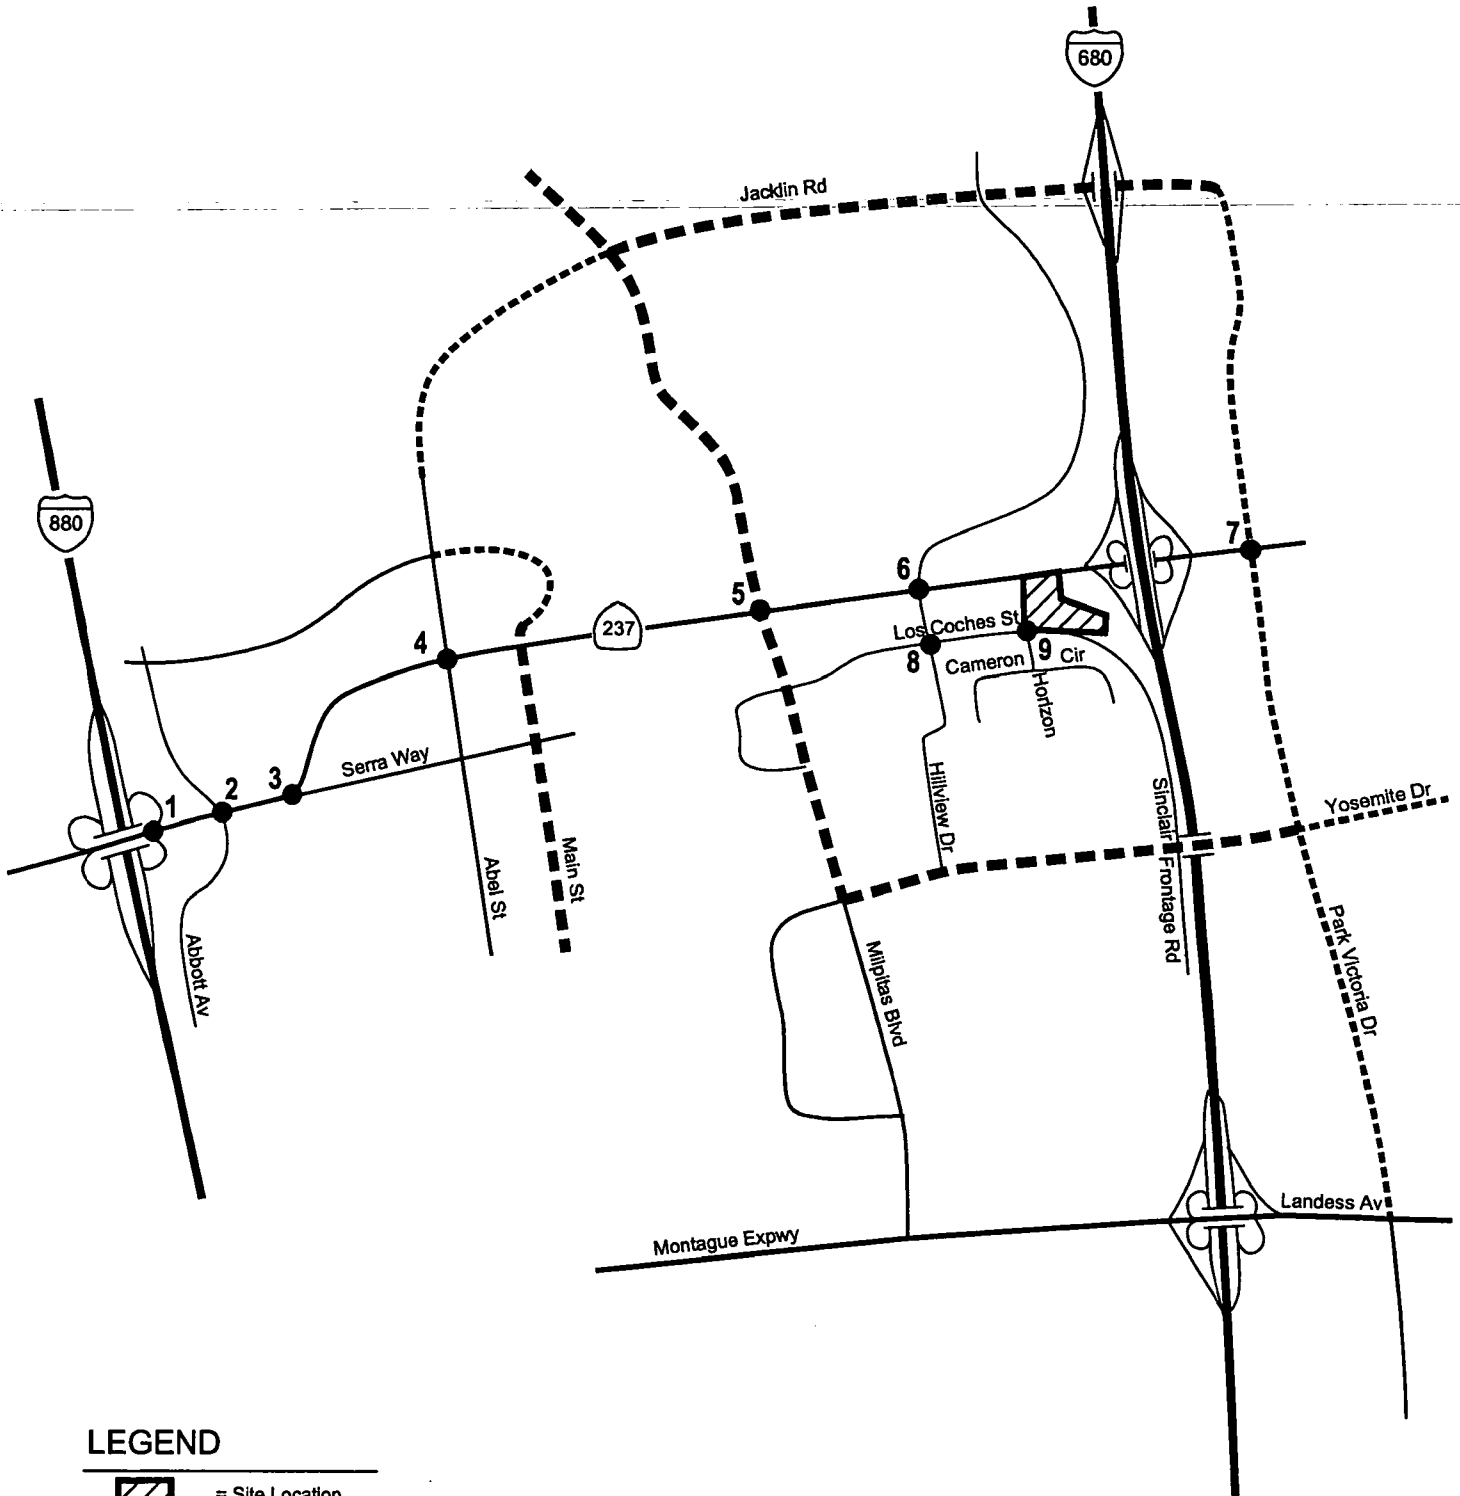 680
Jacklin Rd
880
7
6
5
237
Los Coches St
4
8
9
Cameron
Cir
Horizon
Serra Way
3
2
1
Hillview Dr
Sinclair Frontage Rd
Yosemite Dr
Main St
Abel St
Abbott Av
Park Victoria Dr
Milpitas Blvd
Landess Av
Montague Expwy
LEGEND
= Site Location